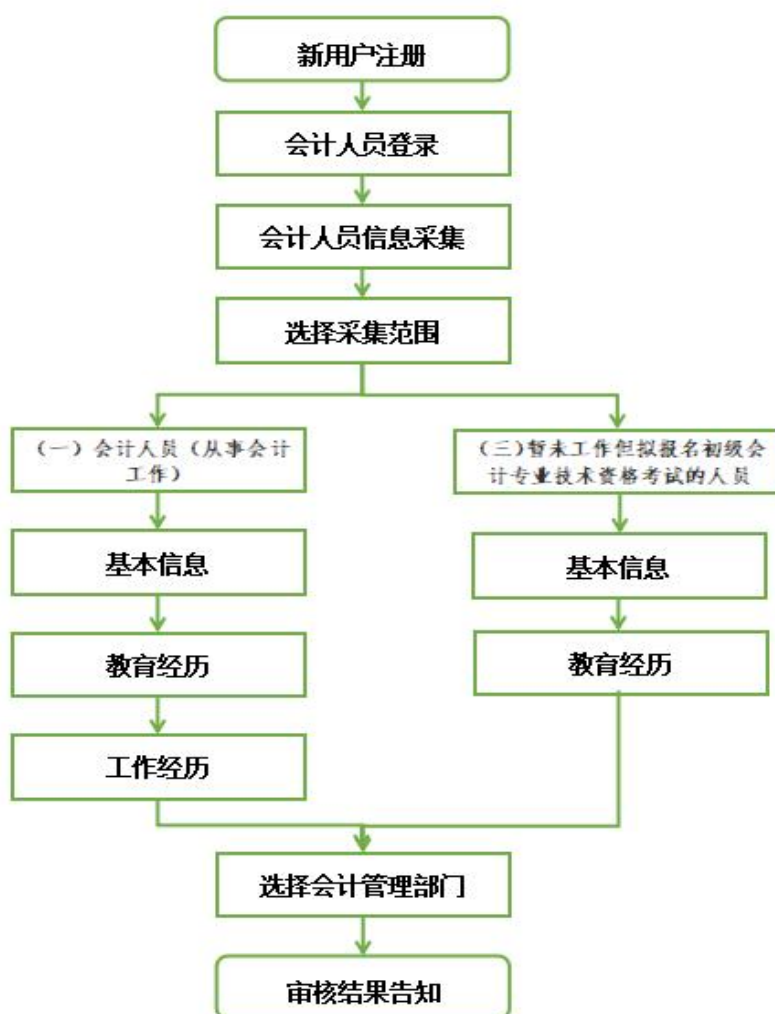 新用户注册
会计人员登录
会计人员信息采集
选择采集范围
（一）会计人员（从事会计
工作）
基本信息
教育经历
工作经历
（三）暂未工作但拟报名初级会
计专业技术资格考试的人员
基本信息
教育经历
选择会计管理部门
审核结果告知